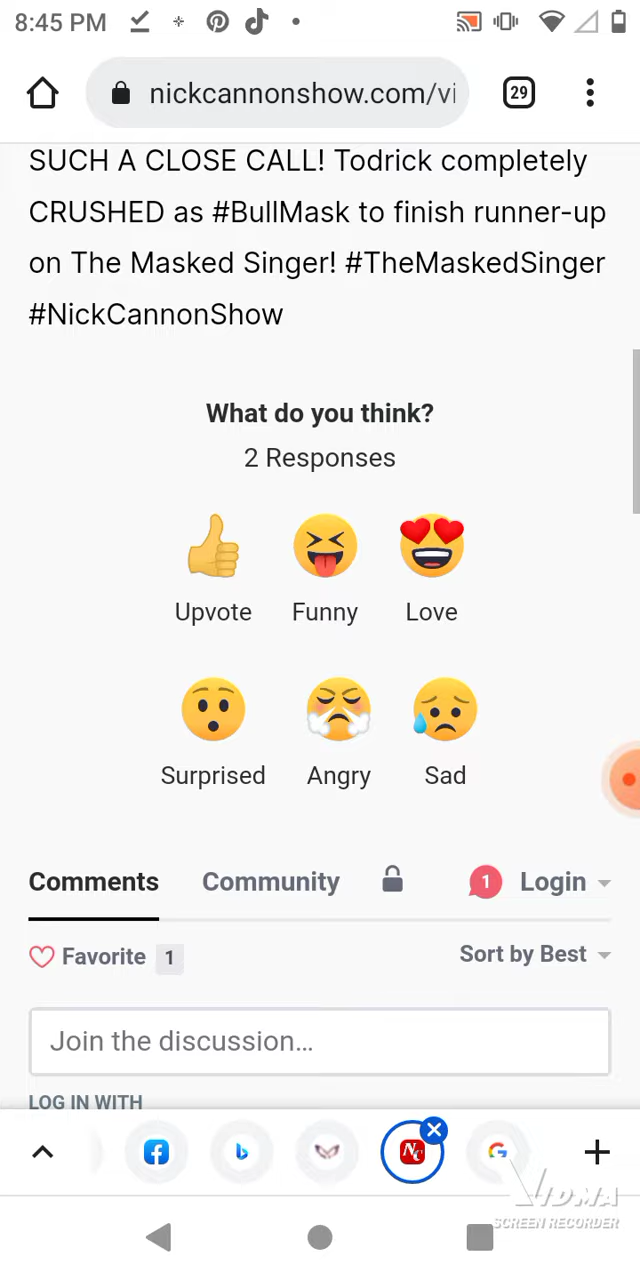 8:45 PM
nickcannonshow.com/vi
29
SUCH A CLOSE CALL! Todrick completely
CRUSHED as #BullMask to finish runner-up
on The Masked Singer! #TheMaskedSinger
#NickCannonShow
What do you think?
2 Responses
Upvote Funny Love
Surprised Angry Sad
Comments Community 1 Login
Favorite 1 Sort by Best
Join the discussion…
LOG IN WITH
NC
VIDMA
SCREEN RECORDER